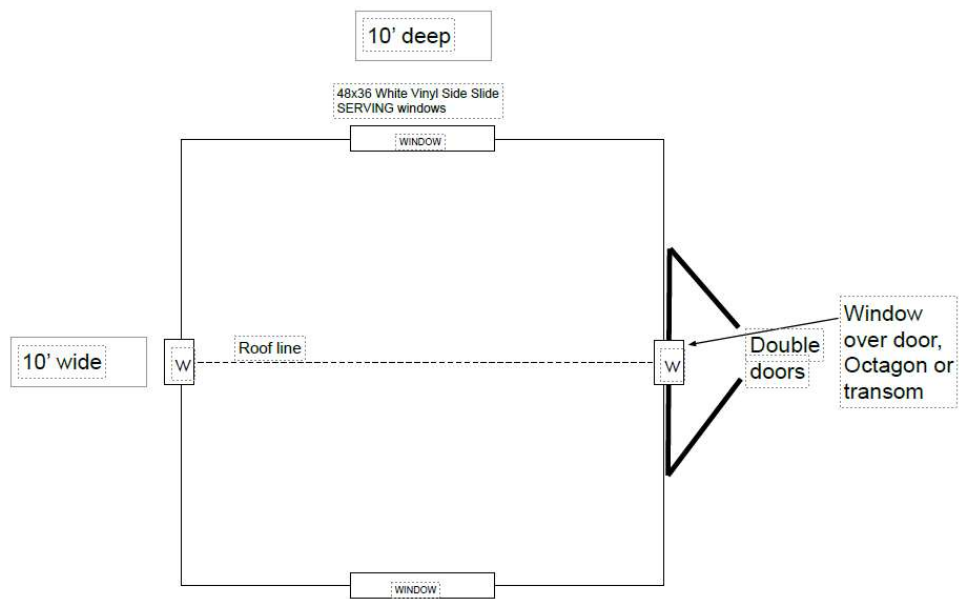 10’ deep
48x36 White Vinyl Side Slide
SERVING windows
WINDOW
10’ wide
W
Roof line
W
Double
doors
Window
over door,
Octagon or
transom
WINDOW